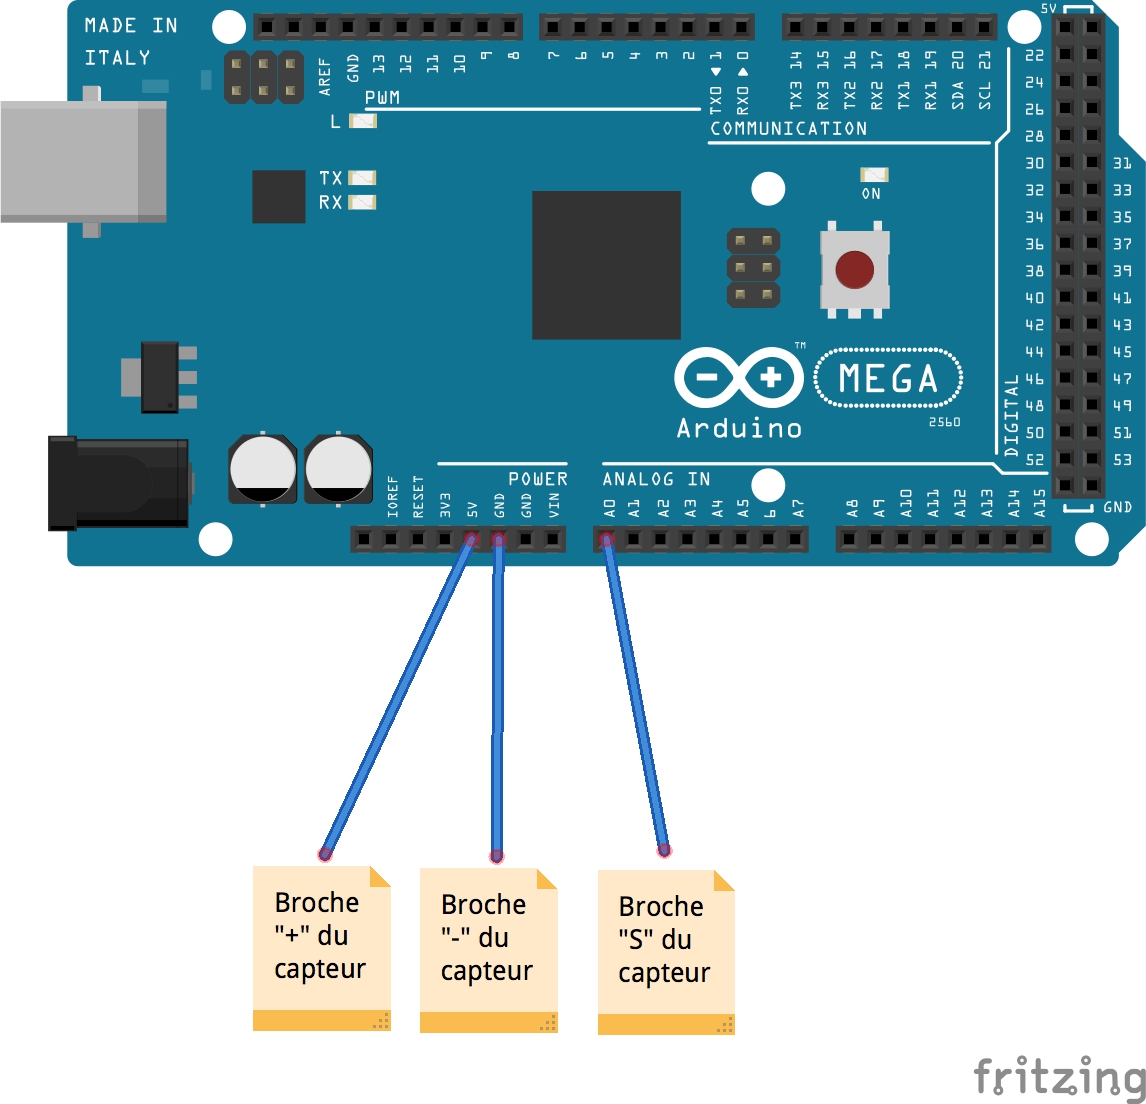 MADE IN
ITALY
5V
AREF
GND
13
12
11
10
9
8
7
6
5
4
3
2
TX0 ◄ 1
RX0 ► 0
TX3 14
RX3 15
TX2 16
RX2 17
TX1 18
RX1 19
SDA 20
SCL 21
PWM
COMMUNICATION
L
TX
RX
ON
22
24
26
28
30 31
32 33
34 35
36 37
38 39
40 41
42 43
44 45
46 47
48 49
50 51
52 53
DIGITAL
GND
TM
MEGA
Arduino
2560
POWER
ANALOG IN
IOREF
RESET
3V3
5V
GND
GND
VIN
A0
A1
A2
A3
A4
A5
6
A7
A8
A9
A10
A11
A12
A13
A14
A15
Broche
"+" du
capteur
Broche
"-" du
capteur
Broche
"S" du
capteur
fritzing